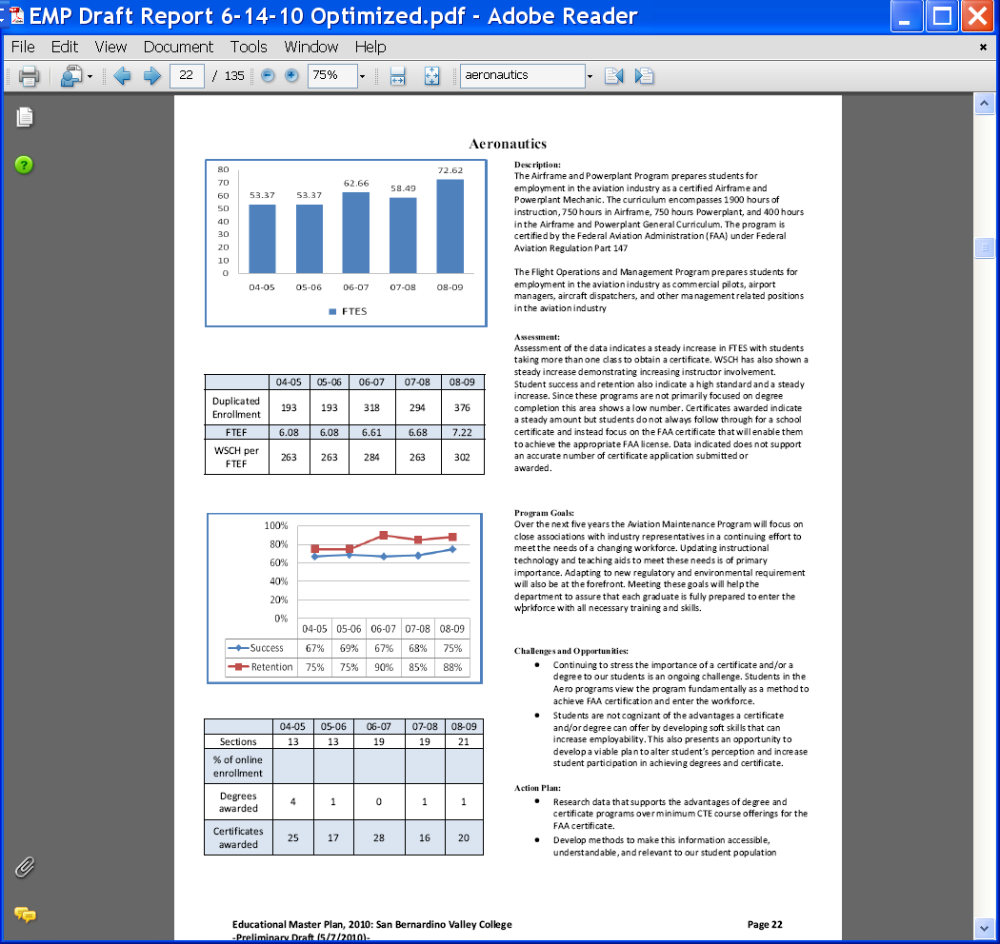 EMP Draft Report 6-14-10 Optimized.pdf - Adobe Reader
File Edit View Document Tools Window Help
22 / 135 75% aeronautics
Aeronautics
80
70
60
50
40
30
20
10
0
53.37 53.37 62.66 58.49 72.62
04-05 05-06 06-07 07-08 08-09
FTES
04-05 05-06 06-07 07-08 08-09
Duplicated
Enrollment
193 193 318 294 376
FTEF 6.08 6.08 6.61 6.68 7.22
WSCH per
FTEF
263 263 284 263 302
100%
80%
60%
40%
20%
0%
04-05 05-06 06-07 07-08 08-09
Success 67% 69% 67% 68% 75%
Retention 75% 75% 90% 85% 88%
04-05 05-06 06-07 07-08 08-09
Sections 13 13 19 19 21
% of online
enrollment
Degrees
awarded
4 1 0 1 1
Certificates
awarded
25 17 28 16 20
Description:
The Airframe and Powerplant Program prepares students for
employment in the aviation industry as a certified Airframe and
Powerplant Mechanic. The curriculum encompasses 1900 hours of
instruction, 750 hours in Airframe, 750 hours Powerplant, and 400 hours
in the Airframe and Powerplant General Curriculum. The program is
certified by the Federal Aviation Administration (FAA) under Federal
Aviation Regulation Part 147
The Flight Operations and Management Program prepares students for
employment in the aviation industry as commercial pilots, airport
managers, aircraft dispatchers, and other management related positions
in the aviation industry
Assessment:
Assessment of the data indicates a steady increase in FTES with students
taking more than one class to obtain a certificate. WSCH has also shown a
steady increase demonstrating increasing instructor involvement.
Student success and retention also indicate a high standard and a steady
increase. Since these programs are not primarily focused on degree
completion this area shows a low number. Certificates awarded indicate
a steady amount but students do not always follow through for a school
certificate and instead focus on the FAA certificate that will enable them
to achieve the appropriate FAA license. Data indicated does not support
an accurate number of certificate application submitted or
awarded.
Program Goals:
Over the next five years the Aviation Maintenance Program will focus on
close associations with industry representatives in a continuing effort to
meet the needs of a changing workforce. Updating instructional
technology and teaching aids to meet these needs is of primary
importance. Adapting to new regulatory and environmental requirement
will also be at the forefront. Meeting these goals will help the
department to assure that each graduate is fully prepared to enter the
workforce with all necessary training and skills.
Challenges and Opportunities:
● Continuing to stress the importance of a certificate and/or a
degree to our students is an ongoing challenge. Students in the
Aero programs view the program fundamentally as a method to
achieve FAA certification and enter the workforce.
● Students are not cognizant of the advantages a certificate
and/or degree can offer by developing soft skills that can
increase employability. This also presents an opportunity to
develop a viable plan to alter student's perception and increase
student participation in achieving degrees and certificate.
Action Plan:
● Research data that supports the advantages of degree and
certificate programs over minimum CTE course offerings for the
FAA certificate.
● Develop methods to make this information accessible,
understandable, and relevant to our student population
Educational Master Plan, 2010: San Bernardino Valley College Page 22
-Preliminary Draft (5/7/2010)-